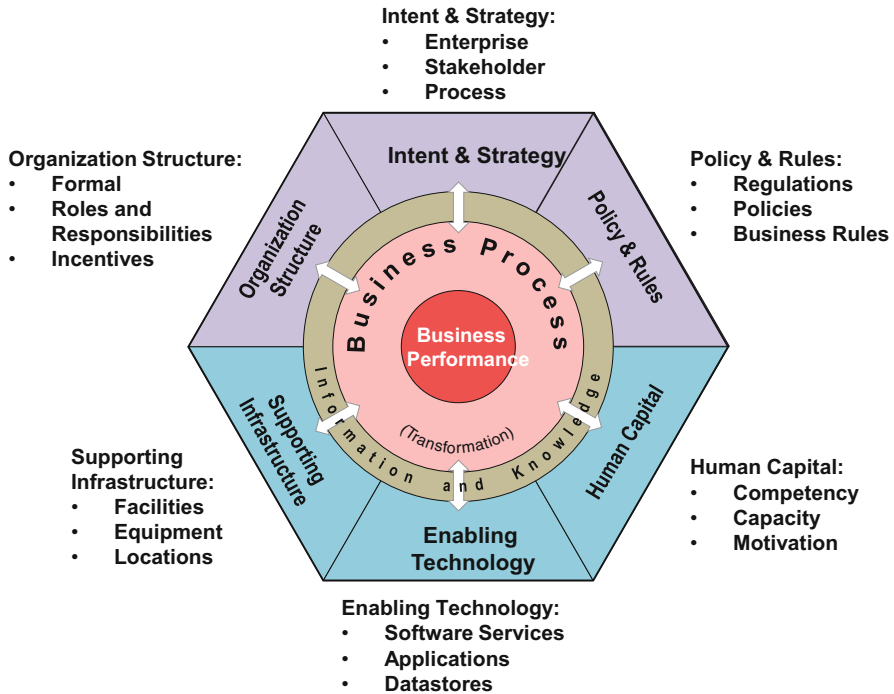 Intent & Strategy:
• Enterprise
• Stakeholder
• Process
Organization Structure:
• Formal
• Roles and
Responsibilities
• Incentives
Policy & Rules:
• Regulations
• Policies
• Business Rules
Intent & Strategy
Organization
Structure
Policy & Rules
Business Process
Business
Performance
(Transformation)
Information and Knowledge
Supporting
Infrastructure
Human Capital
Enabling
Technology
Supporting
Infrastructure:
• Facilities
• Equipment
• Locations
Human Capital:
• Competency
• Capacity
• Motivation
Enabling Technology:
• Software Services
• Applications
• Datastores